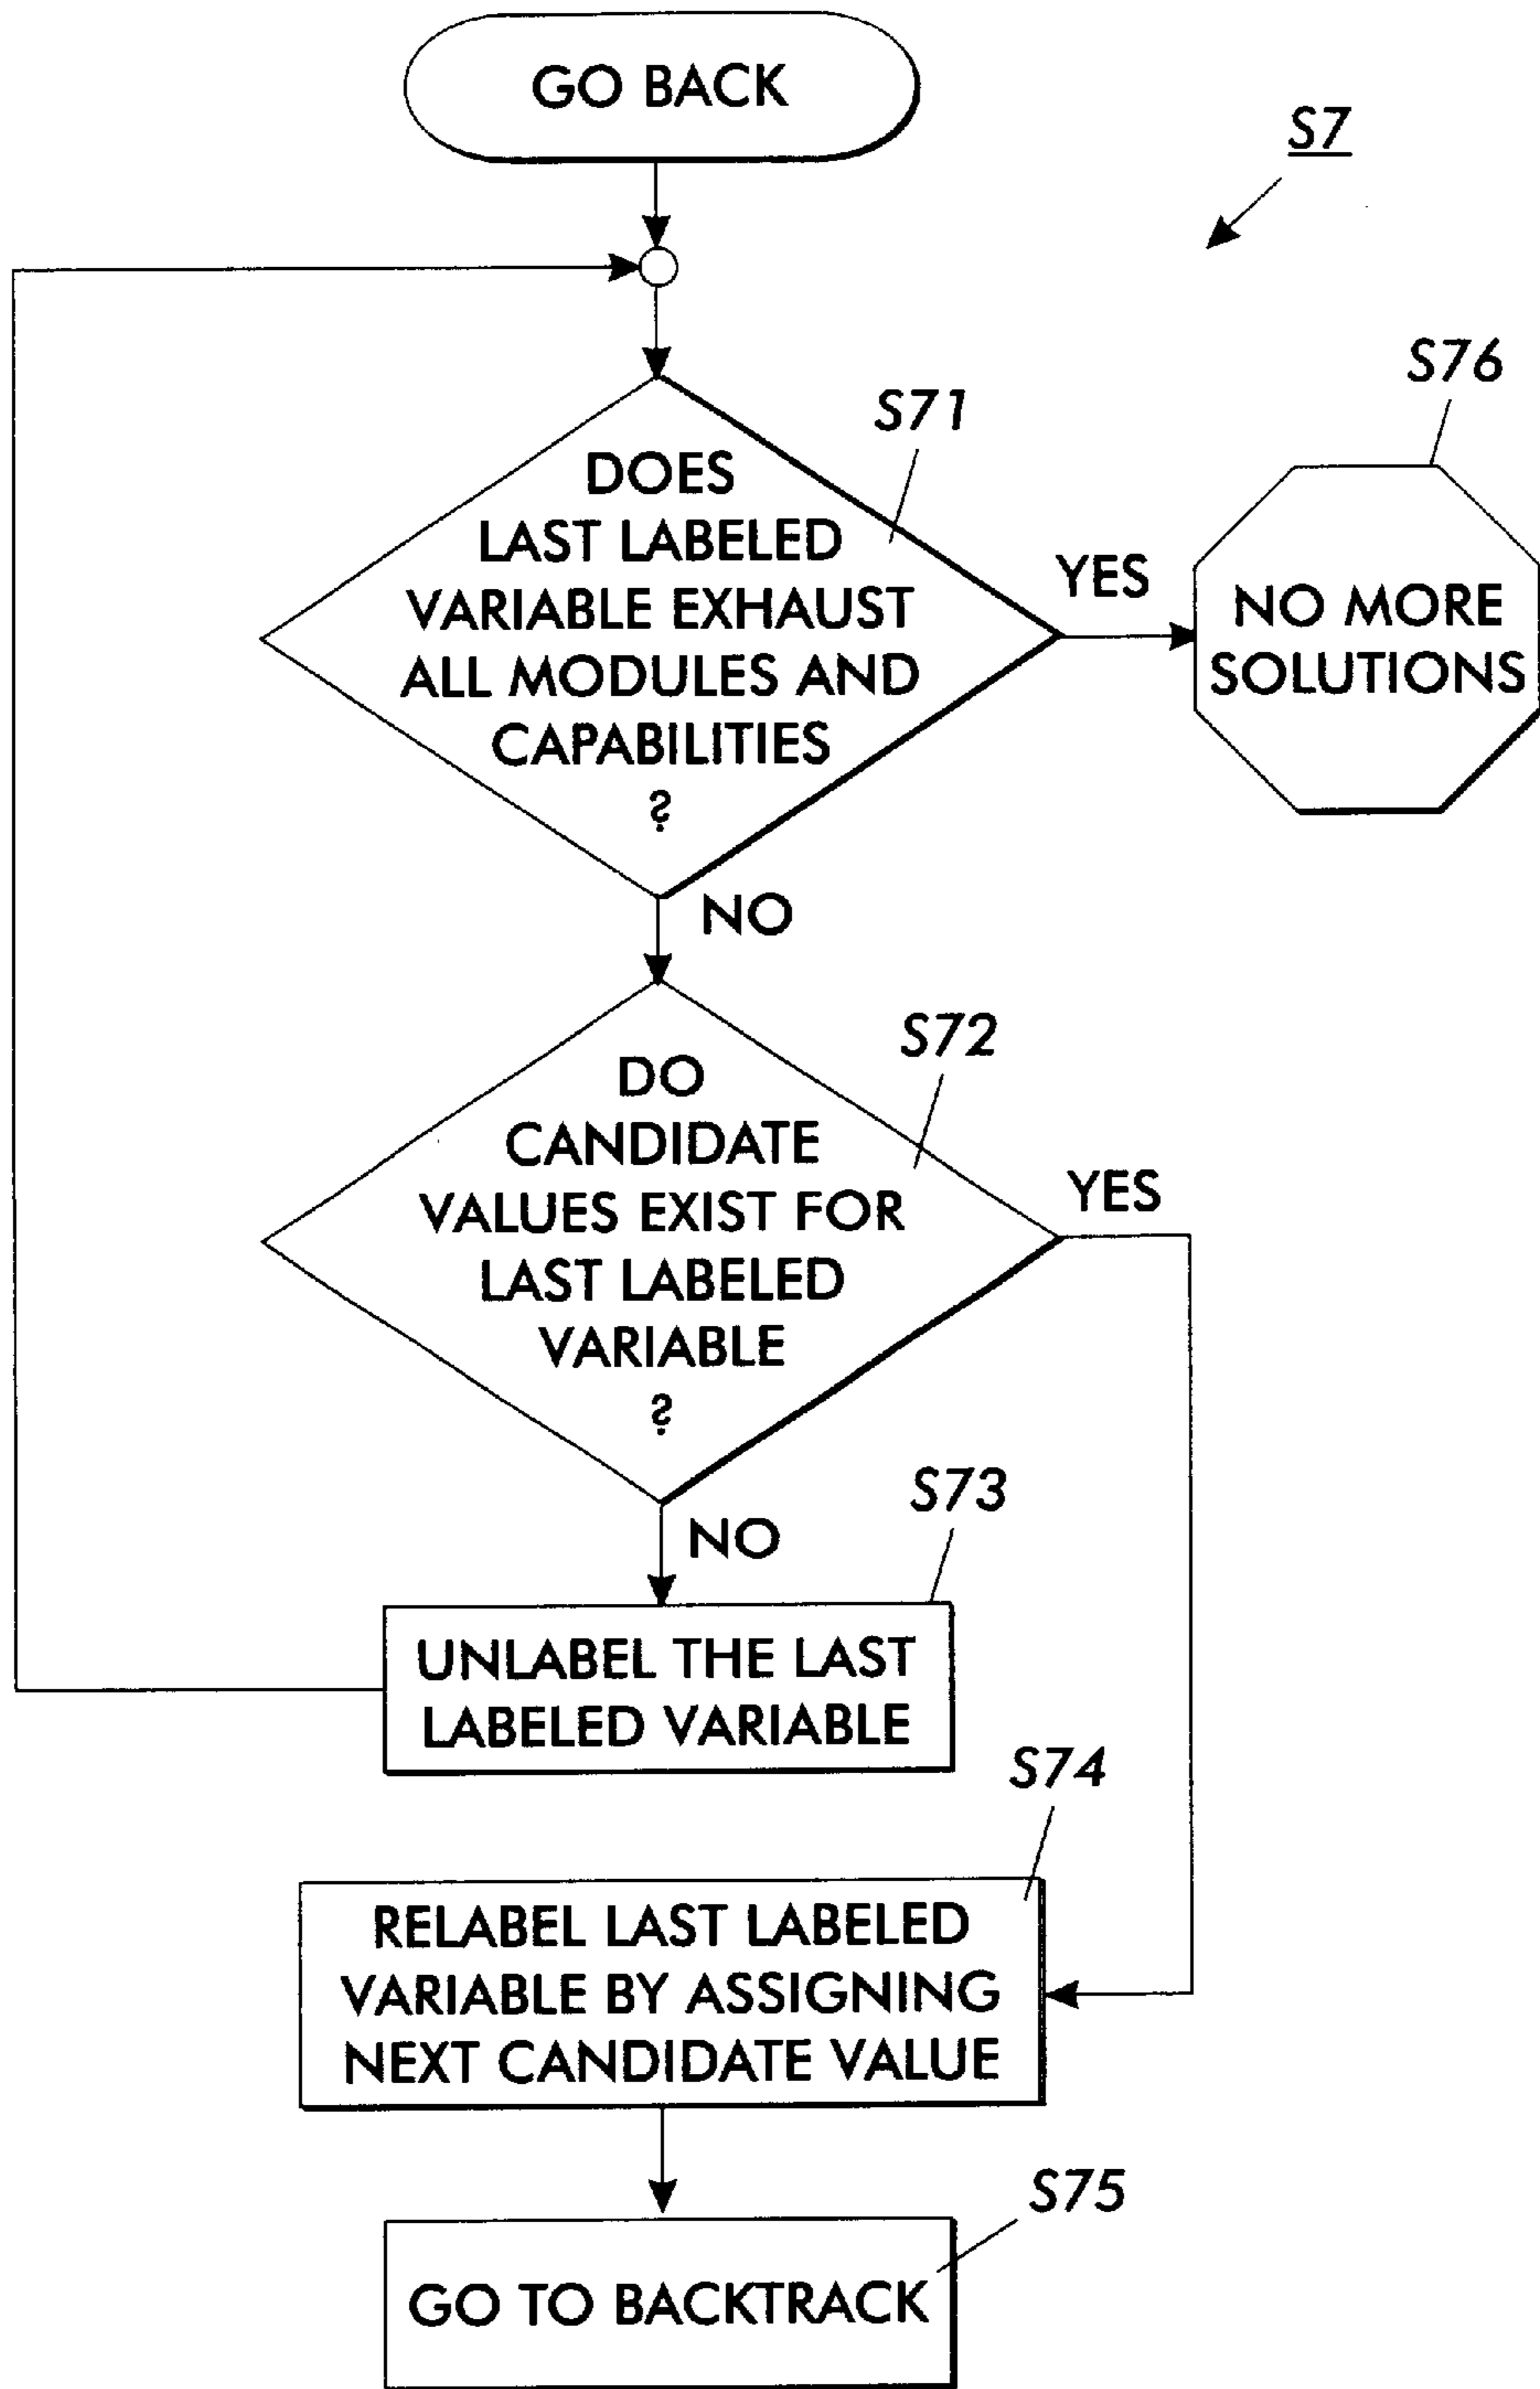 GO BACK
S7
S76
S71
DOES
LAST LABELED
VARIABLE EXHAUST
ALL MODULES AND
CAPABILITIES
?
YES
NO MORE
SOLUTIONS
NO
S72
DO
CANDIDATE
VALUES EXIST FOR
LAST LABELED
VARIABLE
?
YES
NO
S73
UNLABEL THE LAST
LABELED VARIABLE
S74
RELABEL LAST LABELED
VARIABLE BY ASSIGNING
NEXT CANDIDATE VALUE
S75
GO TO BACKTRACK